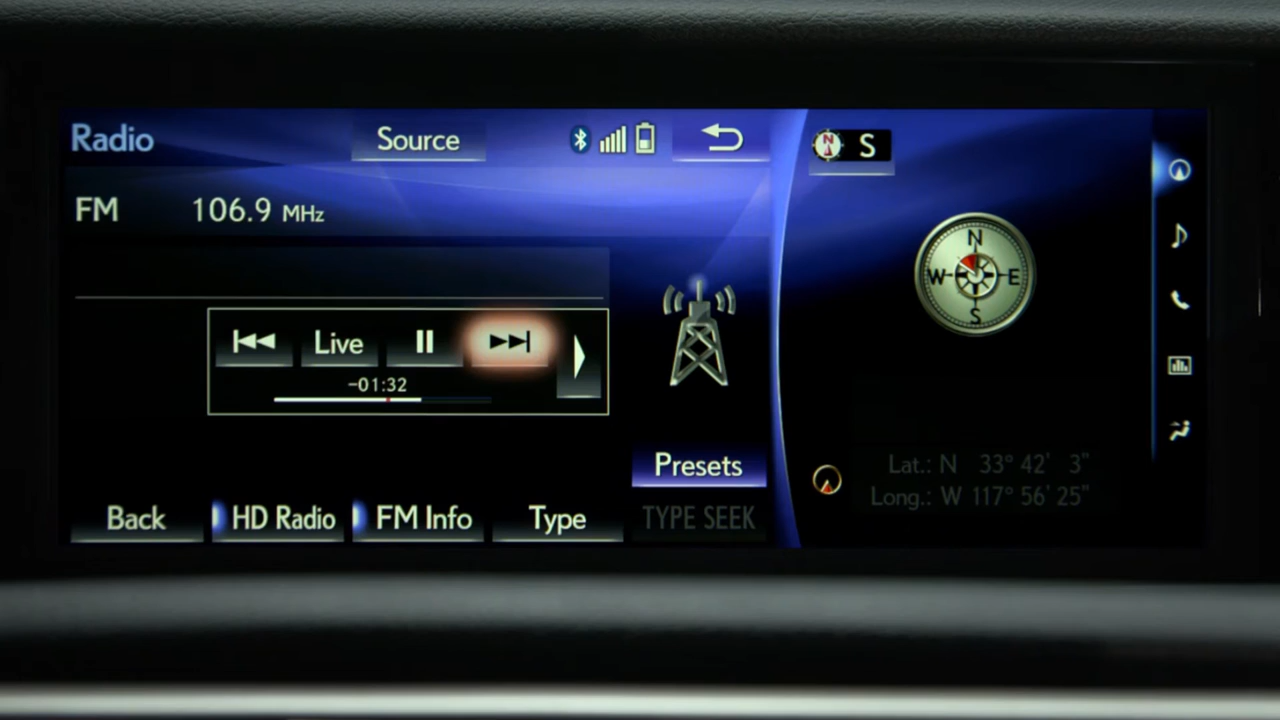 Radio
Source
S
FM 106.9 MHz
N
W E
S
Live
-01:32
Presets
Lat.: N 33° 42' 3"
Long.: W 117° 56' 25"
Back
HD Radio
FM Info
Type
TYPE SEEK